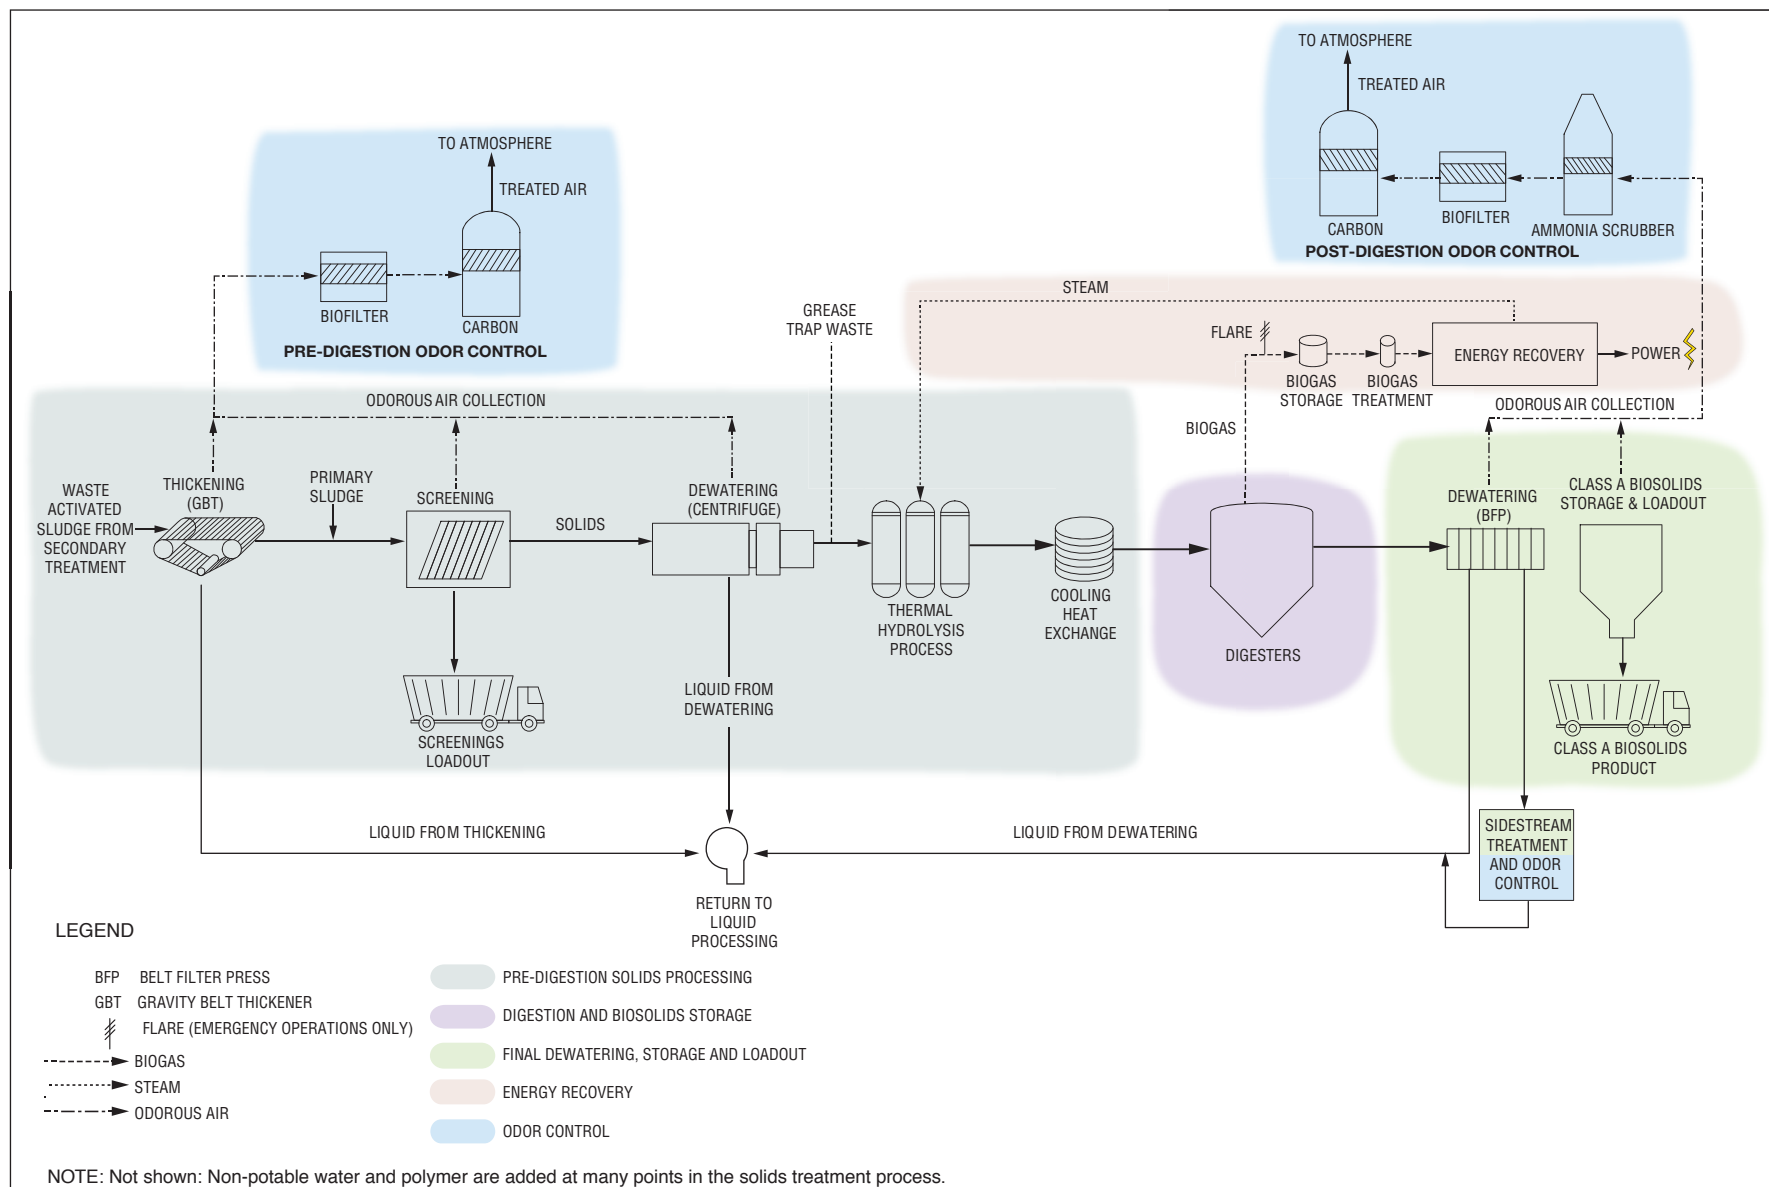 TO ATMOSPHERE
TREATED AIR
CARBON
BIOFILTER
AMMONIA SCRUBBER
POST-DIGESTION ODOR CONTROL
TO ATMOSPHERE
TREATED AIR
BIOFILTER
CARBON
PRE-DIGESTION ODOR CONTROL
STEAM
GREASE
TRAP WASTE
FLARE
BIOGAS
STORAGE
BIOGAS
TREATMENT
ENERGY RECOVERY
POWER
ODOROUS AIR COLLECTION
ODOROUS AIR COLLECTION
BIOGAS
WASTE
ACTIVATED
SLUDGE FROM
SECONDARY
TREATMENT
THICKENING
(GBT)
PRIMARY
SLUDGE
SCREENING
SOLIDS
DEWATERING
(CENTRIFUGE)
THERMAL
HYDROLYSIS
PROCESS
COOLING
HEAT
EXCHANGE
DIGESTERS
DEWATERING
(BFP)
CLASS A BIOSOLIDS
STORAGE & LOADOUT
SCREENINGS
LOADOUT
LIQUID FROM
DEWATERING
CLASS A BIOSOLIDS
PRODUCT
LIQUID FROM THICKENING
LIQUID FROM DEWATERING
SIDESTREAM
TREATMENT
AND ODOR
CONTROL
RETURN TO
LIQUID
PROCESSING
LEGEND
BFP BELT FILTER PRESS
GBT GRAVITY BELT THICKENER
FLARE (EMERGENCY OPERATIONS ONLY)
BIOGAS
STEAM
ODOROUS AIR
PRE-DIGESTION SOLIDS PROCESSING
DIGESTION AND BIOSOLIDS STORAGE
FINAL DEWATERING, STORAGE AND LOADOUT
ENERGY RECOVERY
ODOR CONTROL
NOTE: Not shown: Non-potable water and polymer are added at many points in the solids treatment process.